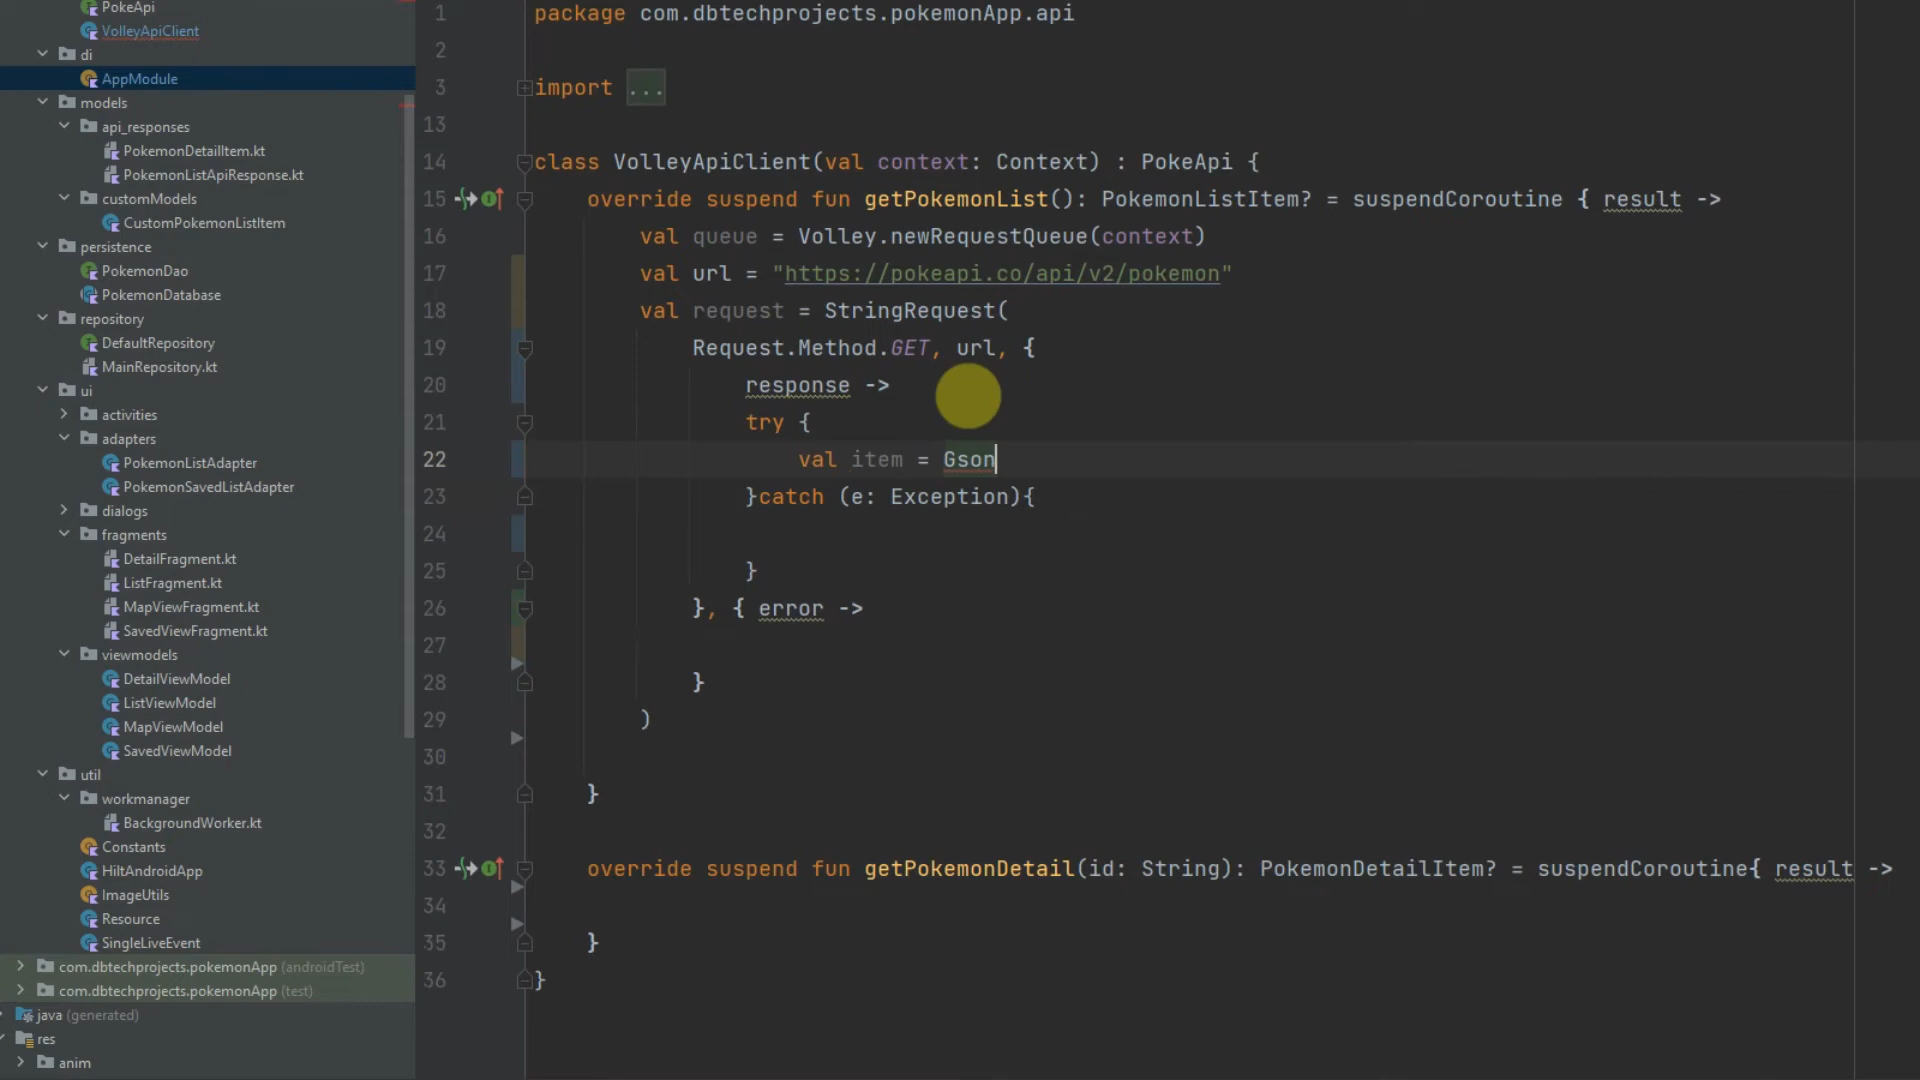 PokeApi
VolleyApiClient
di
AppModule
models
api_responses
PokemonDetailItem.kt
PokemonListApiResponse.kt
customModels
CustomPokemonListItem
persistence
PokemonDao
PokemonDatabase
repository
DefaultRepository
MainRepository.kt
ui
activities
adapters
PokemonListAdapter
PokemonSavedListAdapter
dialogs
fragments
DetailFragment.kt
ListFragment.kt
MapViewFragment.kt
SavedViewFragment.kt
viewmodels
DetailViewModel
ListViewModel
MapViewModel
SavedViewModel
util
workmanager
BackgroundWorker.kt
Constants
HiltAndroidApp
ImageUtils
Resource
SingleLiveEvent
com.dbtechprojects.pokemonApp (androidTest)
com.dbtechprojects.pokemonApp (test)
java (generated)
res
anim
1 package com.dbtechprojects.pokemonApp.api
2
3 import ...
13
14 class VolleyApiClient(val context: Context) : PokeApi {
15 override suspend fun getPokemonList(): PokemonListItem? = suspendCoroutine { result ->
16 val queue = Volley.newRequestQueue(context)
17 val url = "https://pokeapi.co/api/v2/pokemon"
18 val request = StringRequest(
19 Request.Method.GET, url, {
20 response ->
21 try {
22 val item = Gson
23 }catch (e: Exception){
24
25 }
26 }, { error ->
27
28 }
29 )
30
31 }
32
33 override suspend fun getPokemonDetail(id: String): PokemonDetailItem? = suspendCoroutine{ result ->
34
35 }
36 }